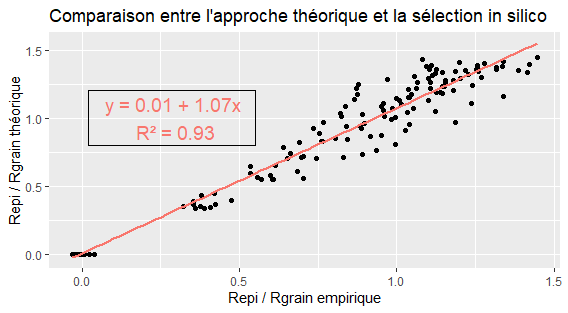 Comparaison entre l'approche théorique et la sélection in silico
Repi / Rgrain théorique
1.5
1.0
0.5
0.0
y = 0.01 + 1.07x
R² = 0.93
0.0 0.5 1.0 1.5
Repi / Rgrain empirique